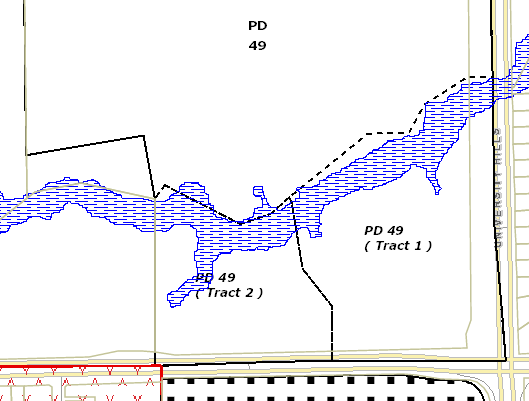 PD
49
UNIVERSITY HILLS
PD 49
( Tract 1 )
PD 49
( Tract 2 )